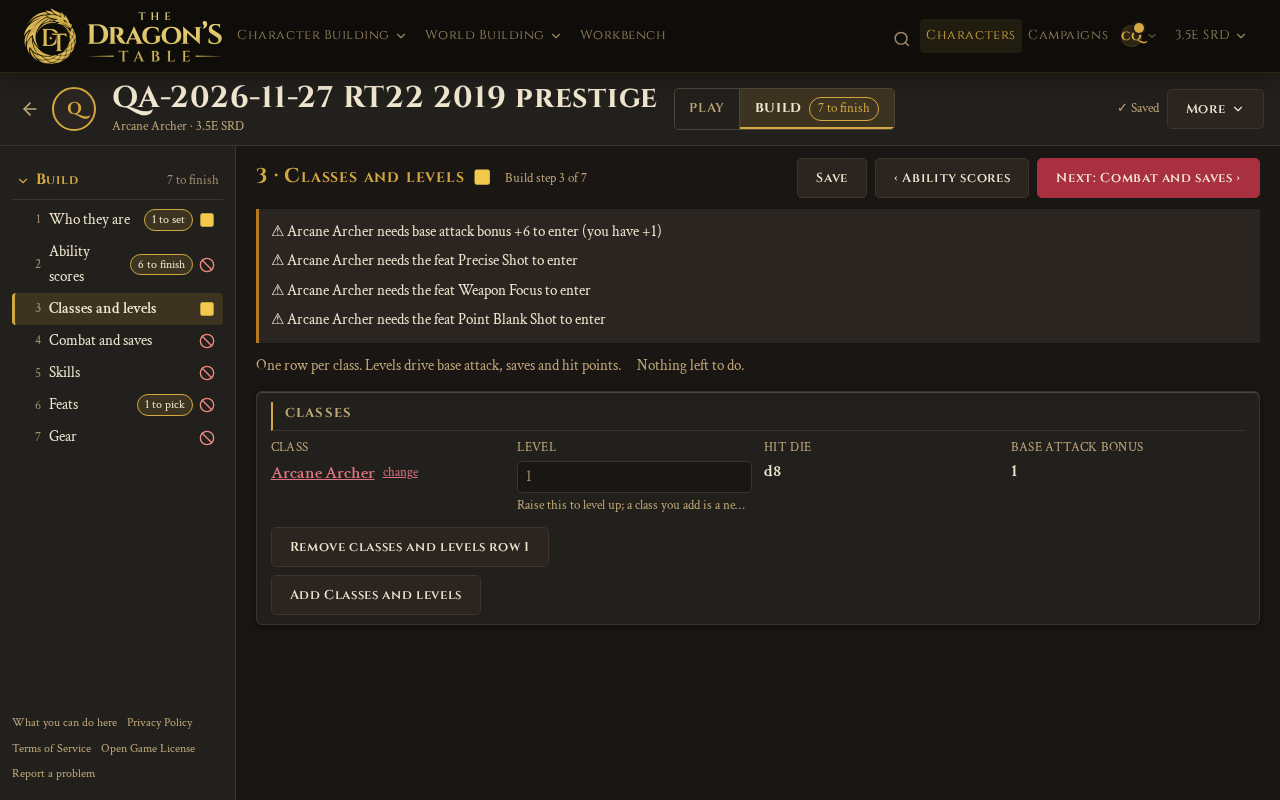 THE
DRAGON'S
TABLE
DT
CHARACTER BUILDING
WORLD BUILDING
WORKBENCH
CHARACTERS
CAMPAIGNS
CQ
3.5E SRD
Q
QA-2026-11-27 RT22 2019 PRESTIGE
Arcane Archer · 3.5E SRD
PLAY
BUILD 7 to finish
✓ Saved
MORE
BUILD 7 to finish
1 Who they are 1 to set
2 Ability scores 6 to finish
3 Classes and levels
4 Combat and saves
5 Skills
6 Feats 1 to pick
7 Gear
What you can do here Privacy Policy
Terms of Service Open Game License
Report a problem
3 · CLASSES AND LEVELS Build step 3 of 7
SAVE
‹ ABILITY SCORES
NEXT: COMBAT AND SAVES ›
⚠ Arcane Archer needs base attack bonus +6 to enter (you have +1)
⚠ Arcane Archer needs the feat Precise Shot to enter
⚠ Arcane Archer needs the feat Weapon Focus to enter
⚠ Arcane Archer needs the feat Point Blank Shot to enter
One row per class. Levels drive base attack, saves and hit points. Nothing left to do.
CLASSES
CLASS LEVEL HIT DIE BASE ATTACK BONUS
Arcane Archer change 1 d8 1
Raise this to level up; a class you add is a ne...
REMOVE CLASSES AND LEVELS ROW 1
ADD CLASSES AND LEVELS